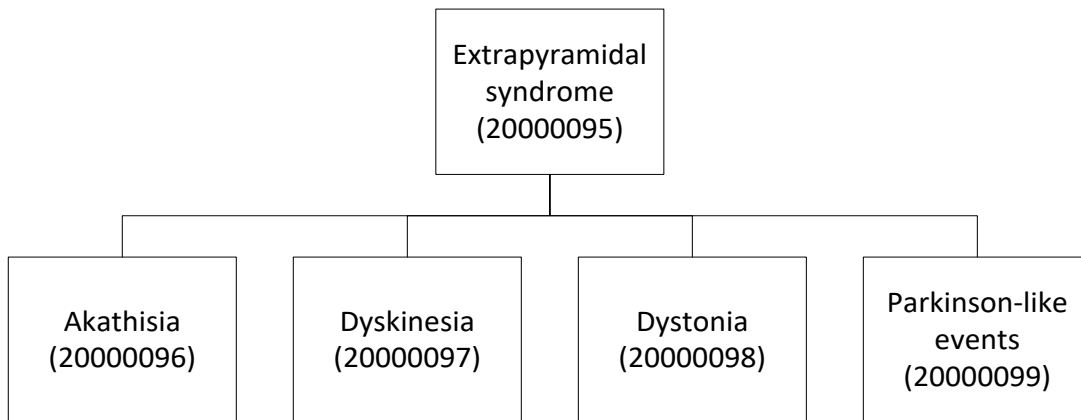 Extrapyramidal
syndrome
(20000095)
Akathisia
(20000096)
Dyskinesia
(20000097)
Dystonia
(20000098)
Parkinson-like
events
(20000099)